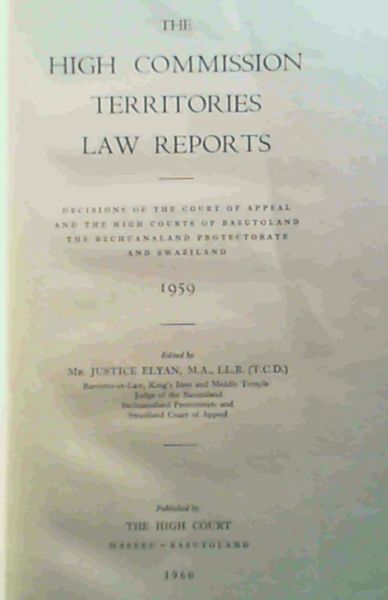 THE
HIGH COMMISSION
TERRITORIES
LAW REPORTS
DECISIONS OF THE COURT OF APPEAL
AND THE HIGH COURTS OF BASUTOLAND
THE BECHUANALAND PROTECTORATE
AND SWAZILAND
1959
Edited by
MR. JUSTICE ELYAN, M.A., LL.B. (T.C.D.)
Barrister-at-Law, King's Inns and Middle Temple
Judge of the Basutoland
Bechuanaland Protectorate and
Swaziland Court of Appeal
Published by
THE HIGH COURT
MASERU - BASUTOLAND
1960